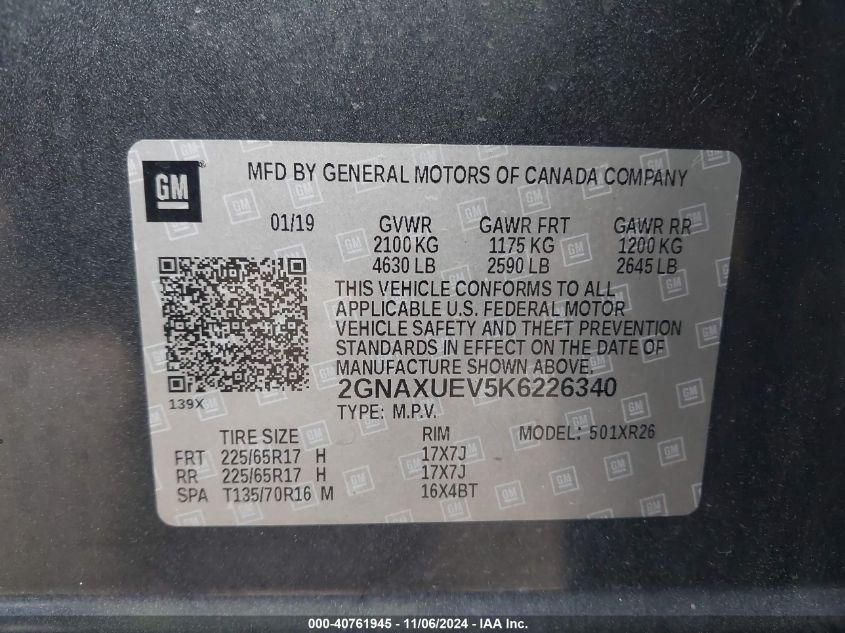 GM
MFD BY GENERAL MOTORS OF CANADA COMPANY
01/19 GVWR GAWR FRT GAWR RR
2100 KG 1175 KG 1200 KG
4630 LB 2590 LB 2645 LB
THIS VEHICLE CONFORMS TO ALL
APPLICABLE U.S. FEDERAL MOTOR
VEHICLE SAFETY AND THEFT PREVENTION
STANDARDS IN EFFECT ON THE DATE OF
MANUFACTURE SHOWN ABOVE.
2GNAXUEV5K6226340
139X
TYPE: M.P.V.
TIRE SIZE RIM MODEL: 501XR26
FRT 225/65R17 H 17X7J
RR 225/65R17 H 17X7J
SPA T135/70R16 M 16X4BT
000-40761945 - 11/06/2024 - IAA Inc.